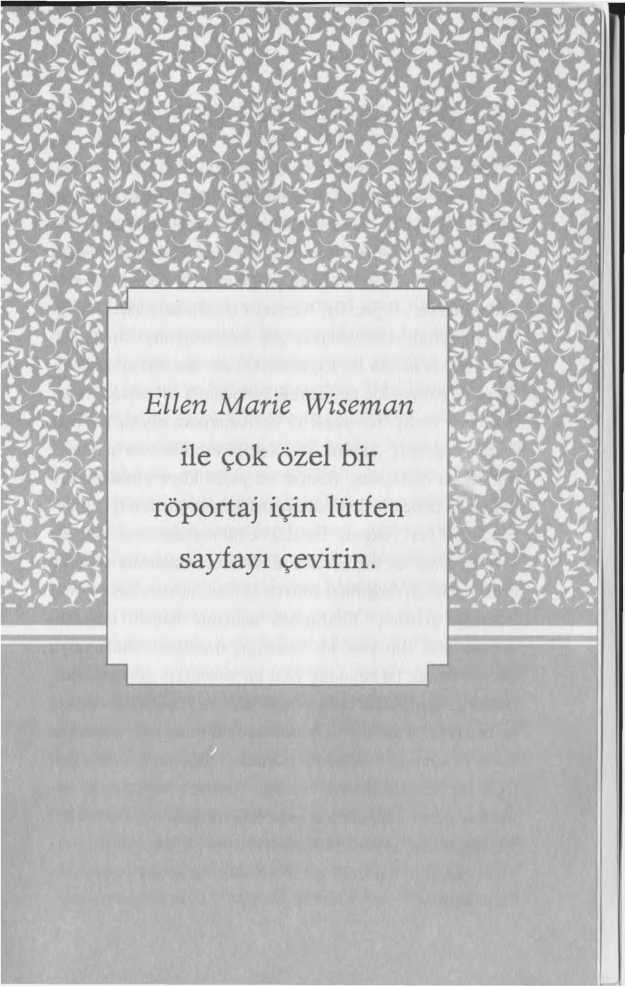 Ellen Marie Wiseman
ile çok özel bir
röportaj için lütfen
sayfayı çevirin.